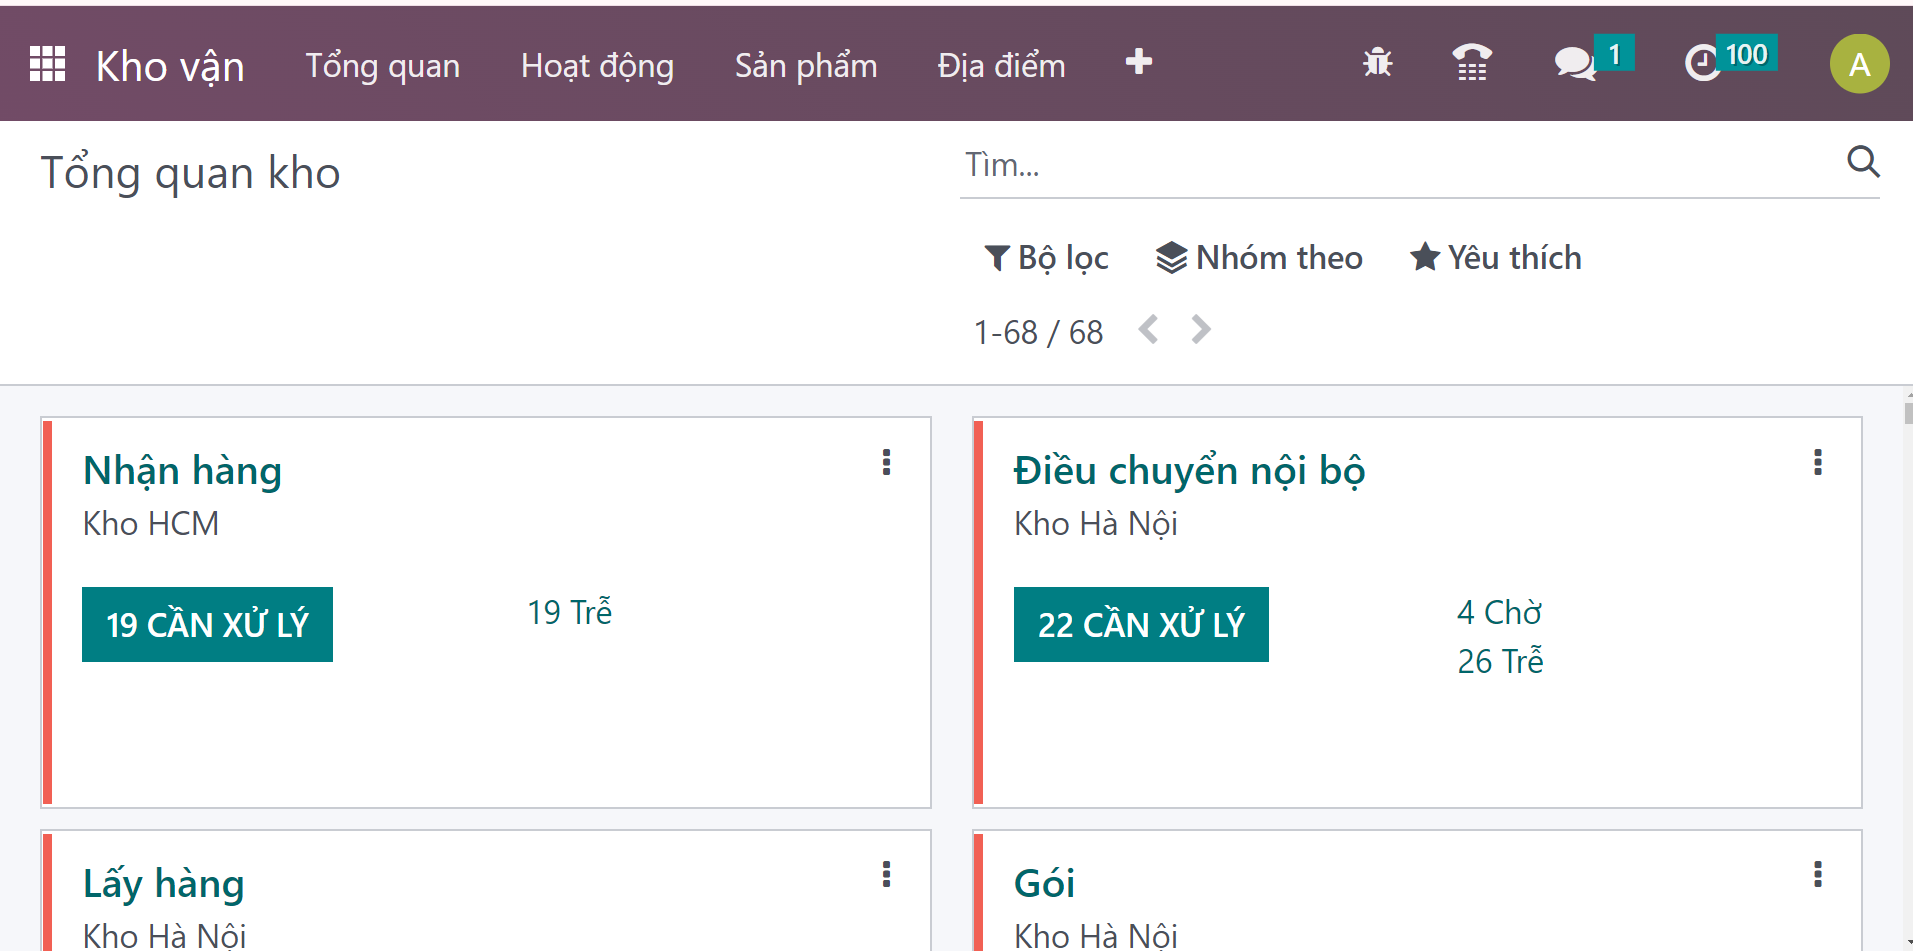 Kho vận Tổng quan Hoạt động Sản phẩm Địa điểm 1 100 A
Tổng quan kho
Tìm...
Bộ lọc Nhóm theo Yêu thích
1-68 / 68
Nhận hàng
Kho HCM
19 CẦN XỬ LÝ
19 Trễ
Điều chuyển nội bộ
Kho Hà Nội
22 CẦN XỬ LÝ
4 Chờ
26 Trễ
Lấy hàng
Kho Hà Nội
Gói
Kho Hà Nội